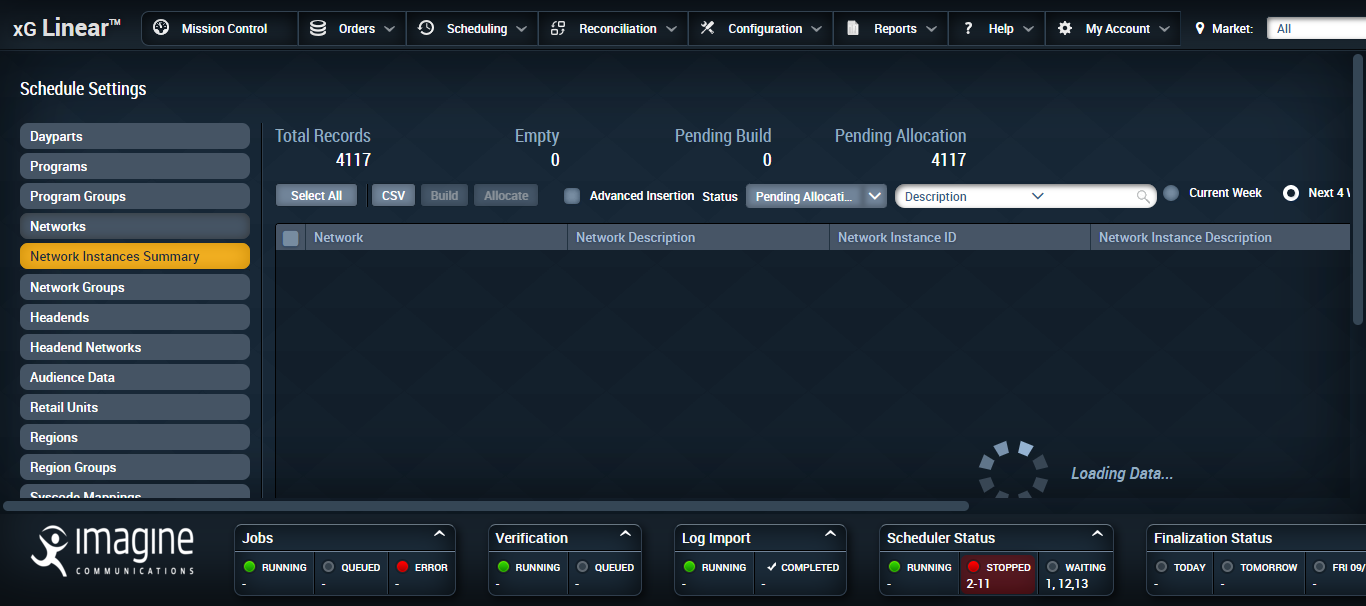 xG Linear™ Mission Control Orders Scheduling Reconciliation Configuration Reports ? Help My Account Market: All
Schedule Settings
Dayparts
Programs
Program Groups
Networks
Network Instances Summary
Network Groups
Headends
Headend Networks
Audience Data
Retail Units
Regions
Region Groups
Syscode Mappings
Total Records Empty Pending Build Pending Allocation
4117 0 0 4117
Select All CSV Build Allocate Advanced Insertion Status Pending Allocati... Description Current Week Next 4 W
Network Network Description Network Instance ID Network Instance Description
Loading Data...
imagine
COMMUNICATIONS
Jobs
RUNNING QUEUED ERROR
- - -
Verification
RUNNING QUEUED
- -
Log Import
RUNNING COMPLETED
- -
Scheduler Status
RUNNING STOPPED WAITING
- 2-11 1, 12,13
Finalization Status
TODAY TOMORROW FRI 09/
- - -